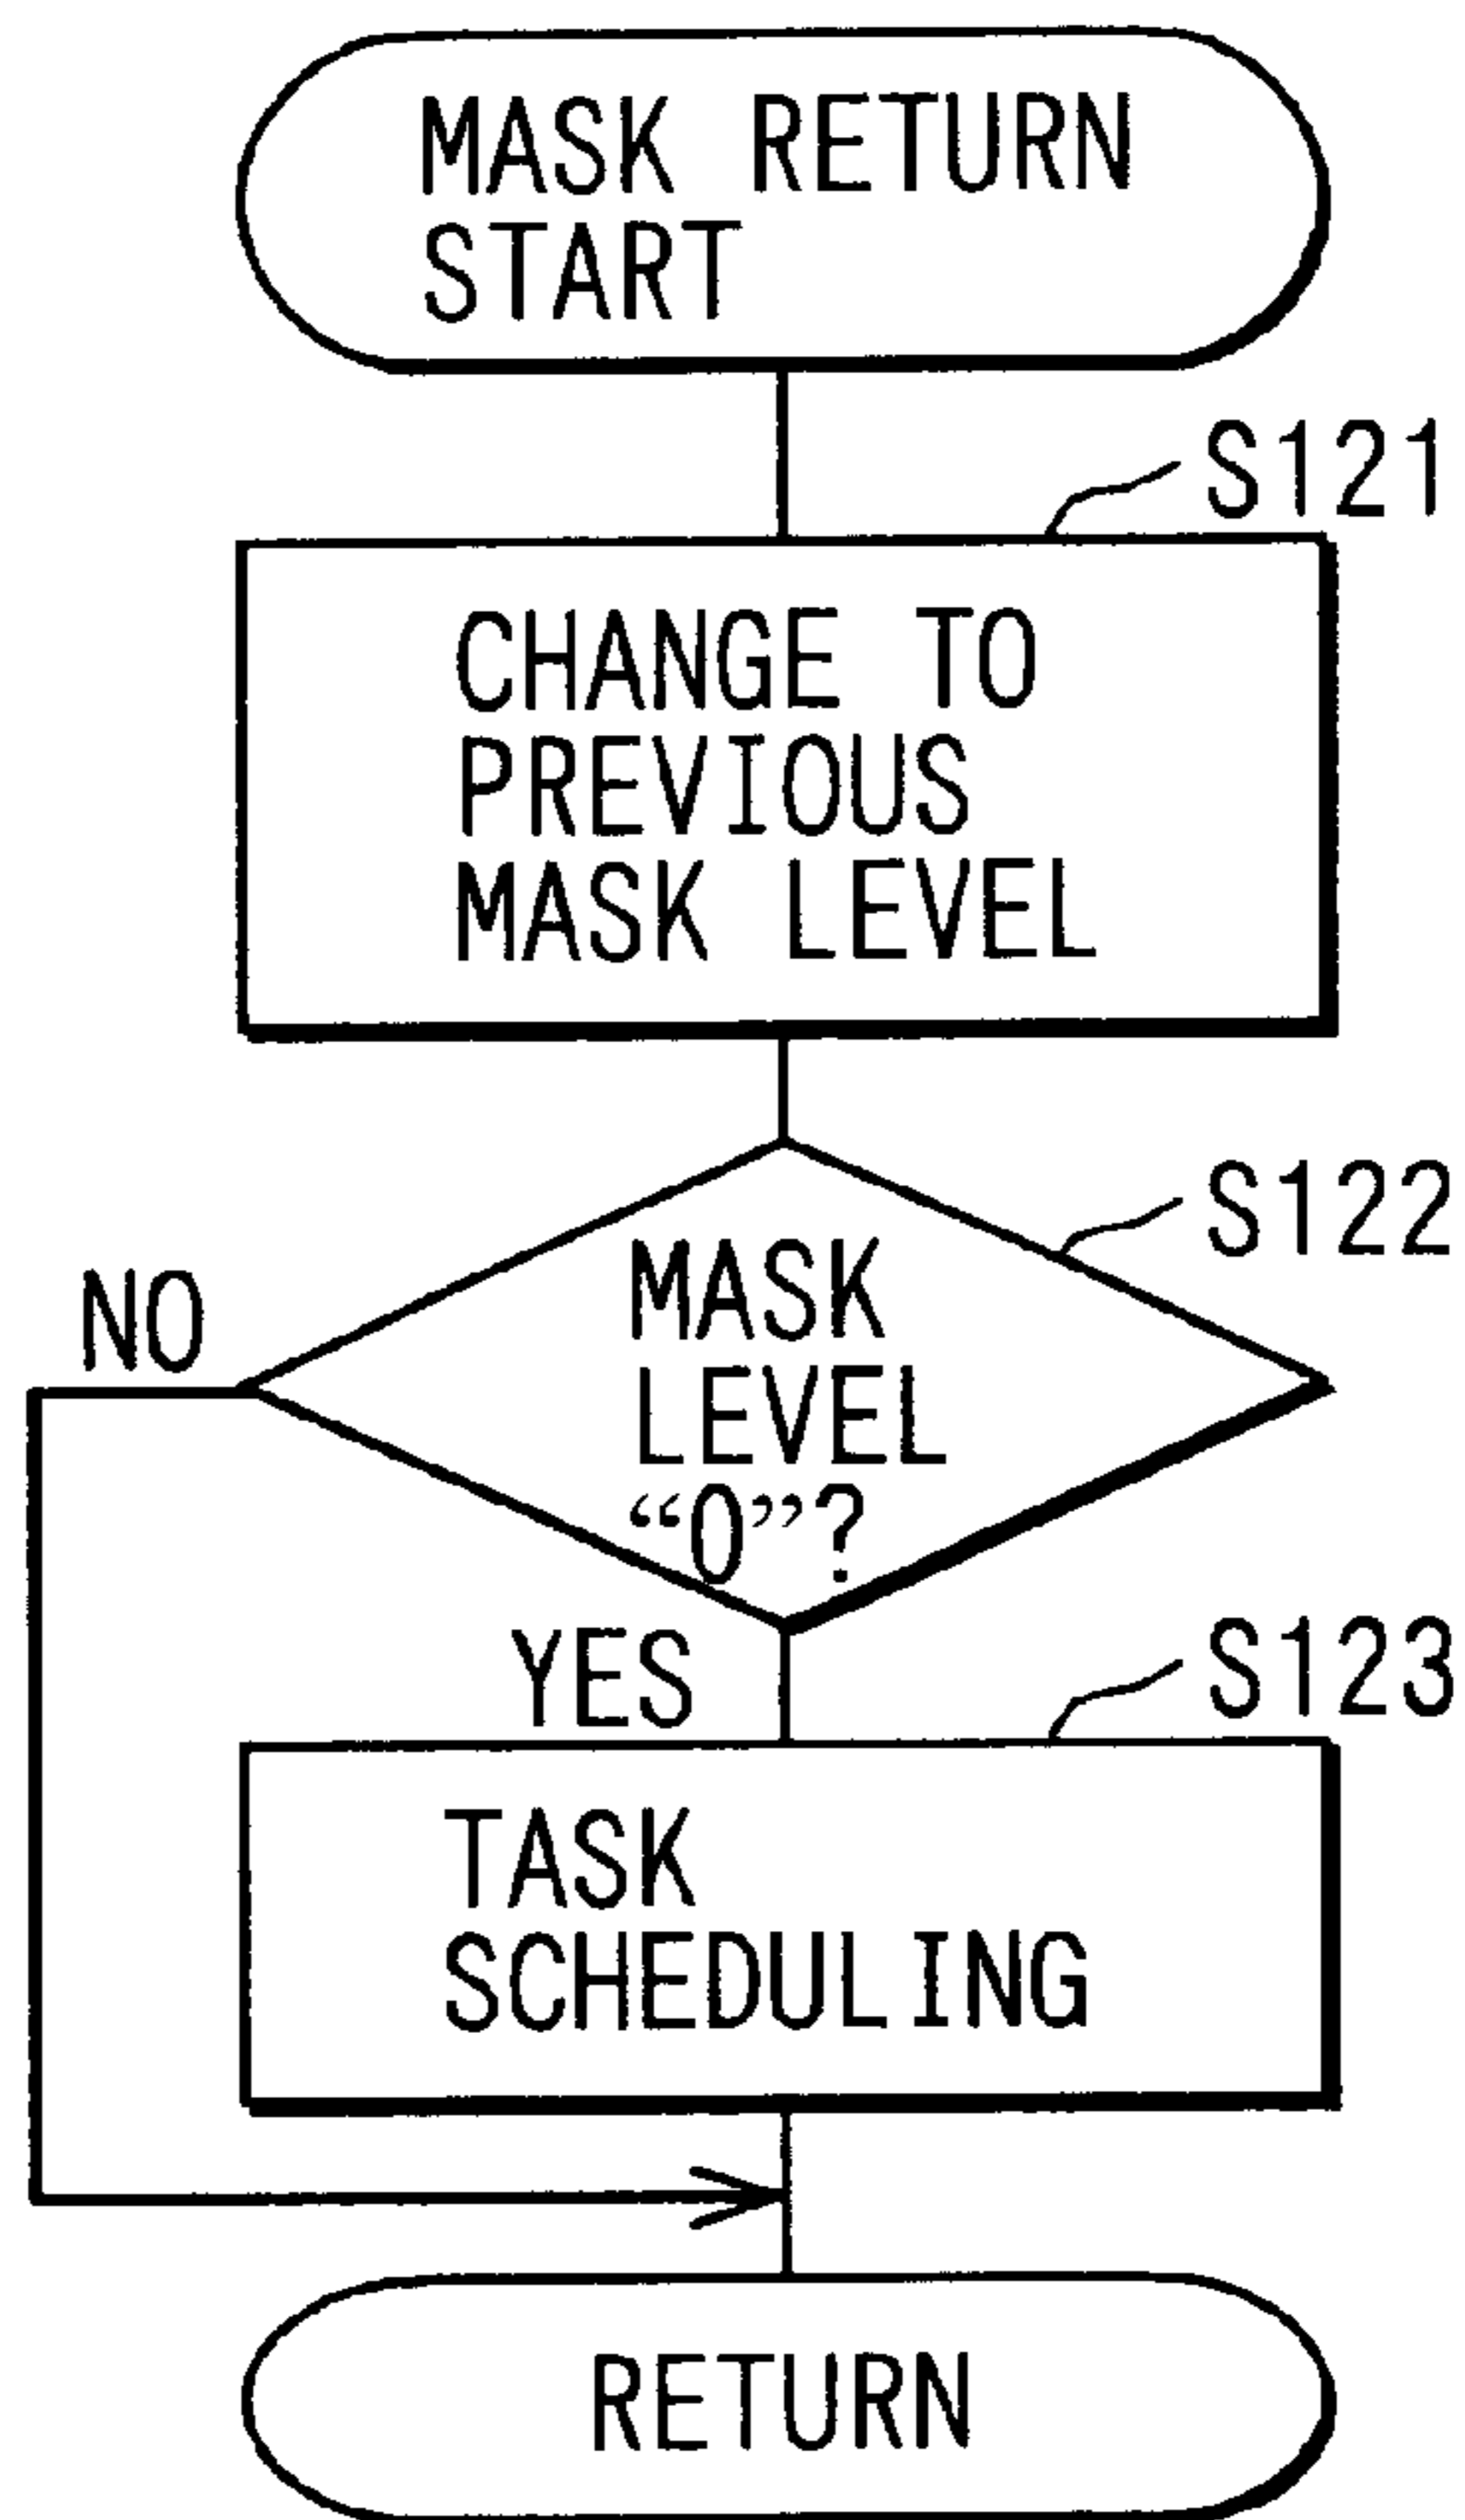 MASK RETURN
START
S121
CHANGE TO
PREVIOUS
MASK LEVEL
S122
NO
MASK
LEVEL
“0”?
YES
S123
TASK
SCHEDULING
RETURN